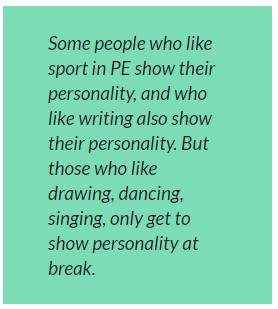 Some people who like
sport in PE show their
personality, and who
like writing also show
their personality. But
those who like
drawing, dancing,
singing, only get to
show personality at
break.